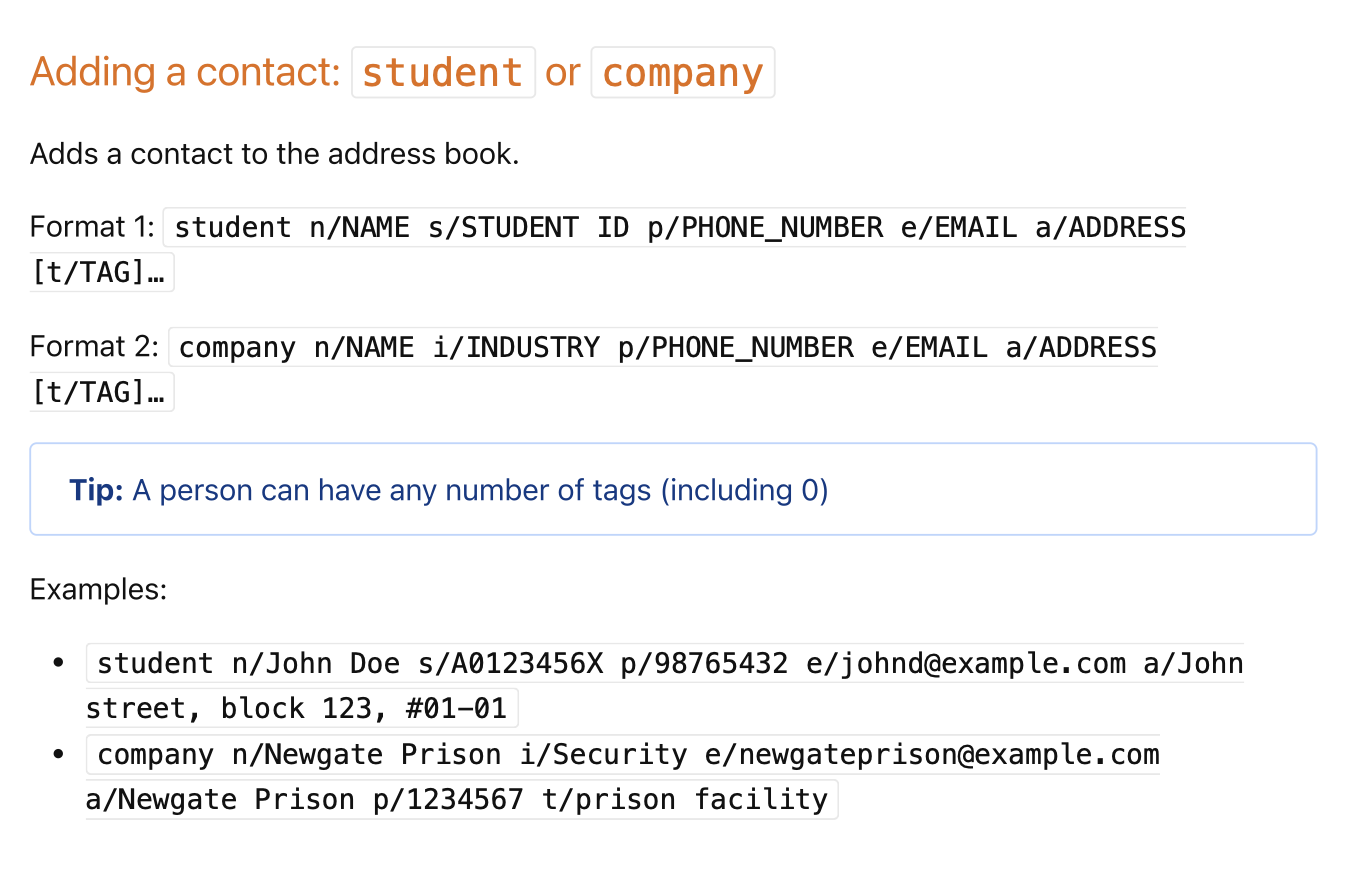 Adding a contact: student or company
Adds a contact to the address book.
Format 1: student n/NAME s/STUDENT ID p/PHONE_NUMBER e/EMAIL a/ADDRESS
[t/TAG]…
Format 2: company n/NAME i/INDUSTRY p/PHONE_NUMBER e/EMAIL a/ADDRESS
[t/TAG]…
Tip: A person can have any number of tags (including 0)
Examples:
• student n/John Doe s/A0123456X p/98765432 e/johnd@example.com a/John
street, block 123, #01-01
• company n/Newgate Prison i/Security e/newgateprison@example.com
a/Newgate Prison p/1234567 t/prison facility